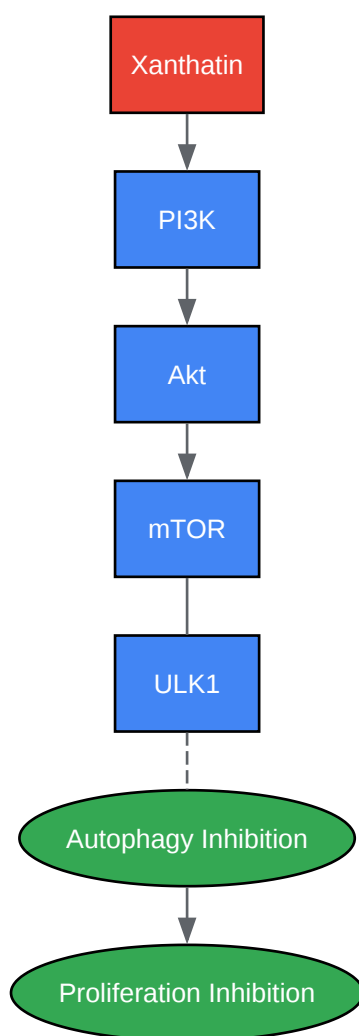 Xanthatin
PI3K
Akt
mTOR
ULK1
Autophagy Inhibition
Proliferation Inhibition